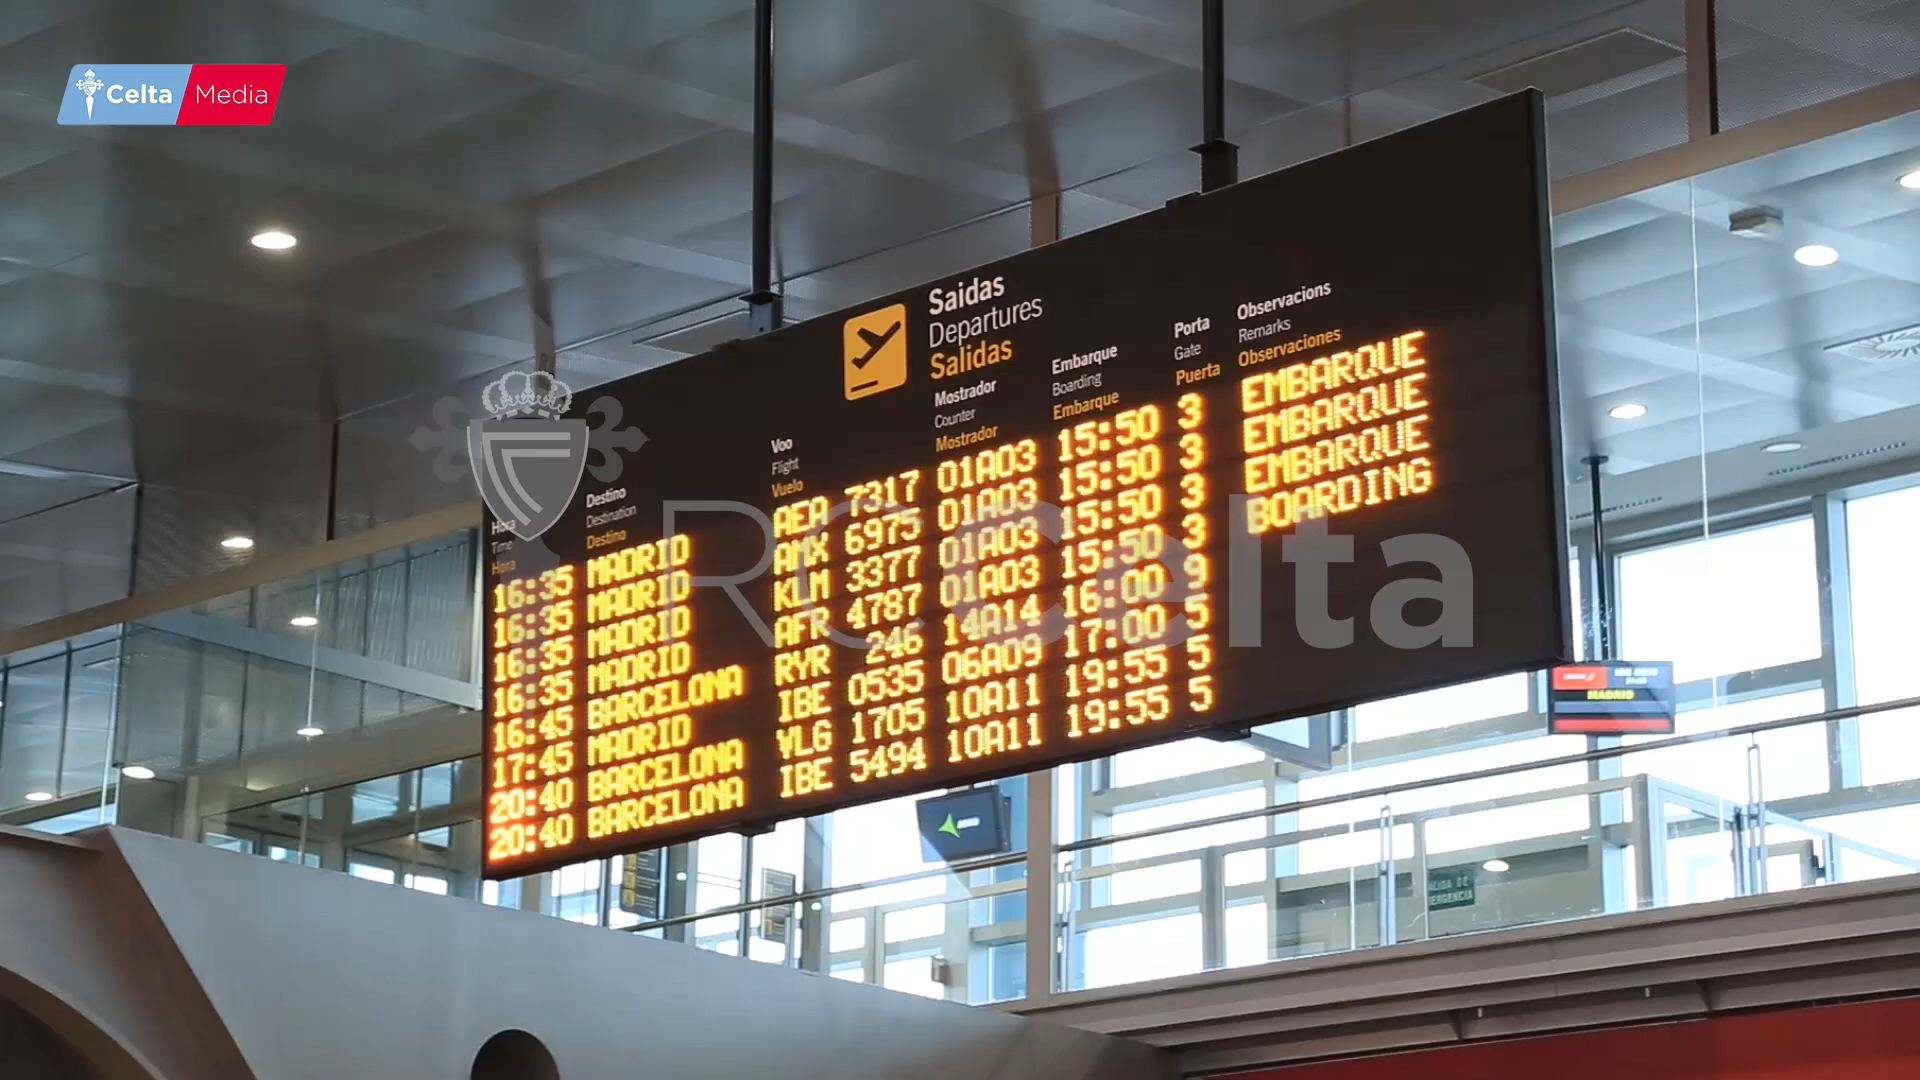 Celta Media
Saidas
Departures
Salidas
Hora
Time
Hora
Destino
Destination
Destino
Voo
Flight
Vuelo
Mostrador
Counter
Mostrador
Embarque
Boarding
Embarque
Porta
Gate
Puerta
Observacions
Remarks
Observaciones
16:35 MADRID AEA 7317 01A03 15:50 3 EMBARQUE
16:35 MADRID AMX 6975 01A03 15:50 3 EMBARQUE
16:35 MADRID KLM 3377 01A03 15:50 3 EMBARQUE
16:35 MADRID AFR 4787 01A03 15:50 3 BOARDING
16:45 BARCELONA RYR 246 14A14 16:00 9
17:45 MADRID IBE 0535 06A09 17:00 5
20:40 BARCELONA VLG 1705 10A11 19:55 5
20:40 BARCELONA IBE 5494 10A11 19:55 5
RCCelta
MADRID
SALIDA DE
EMERGENCIA